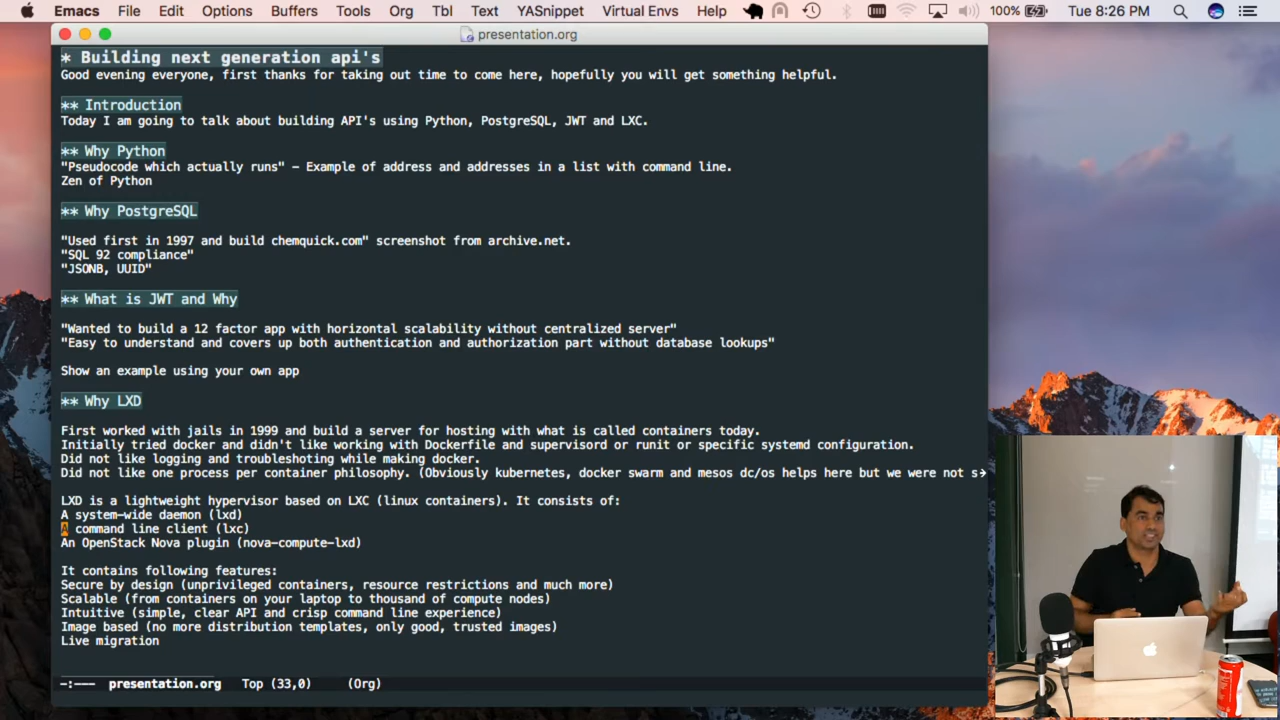 Emacs File Edit Options Buffers Tools Org Tbl Text YASnippet Virtual Envs Help 100% Tue 8:26 PM
presentation.org
* Building next generation api's
Good evening everyone, first thanks for taking out time to come here, hopefully you will get something helpful.
** Introduction
Today I am going to talk about building API's using Python, PostgreSQL, JWT and LXC.
** Why Python
"Pseudocode which actually runs" – Example of address and addresses in a list with command line.
Zen of Python
** Why PostgreSQL
"Used first in 1997 and build chemquick.com" screenshot from archive.net.
"SQL 92 compliance"
"JSONB, UUID"
** What is JWT and Why
"Wanted to build a 12 factor app with horizontal scalability without centralized server"
"Easy to understand and covers up both authentication and authorization part without database lookups"
Show an example using your own app
** Why LXD
First worked with jails in 1999 and build a server for hosting with what is called containers today.
Initially tried docker and didn't like working with Dockerfile and supervisord or runit or specific systemd configuration.
Did not like logging and troubleshoting while making docker.
Did not like one process per container philosophy. (Obviously kubernetes, docker swarm and mesos dc/os helps here but we were not s
LXD is a lightweight hypervisor based on LXC (linux containers). It consists of:
A system-wide daemon (lxd)
A command line client (lxc)
An OpenStack Nova plugin (nova-compute-lxd)
It contains following features:
Secure by design (unprivileged containers, resource restrictions and much more)
Scalable (from containers on your laptop to thousand of compute nodes)
Intuitive (simple, clear API and crisp command line experience)
Image based (no more distribution templates, only good, trusted images)
Live migration
-:--- presentation.org Top (33,0) (Org)